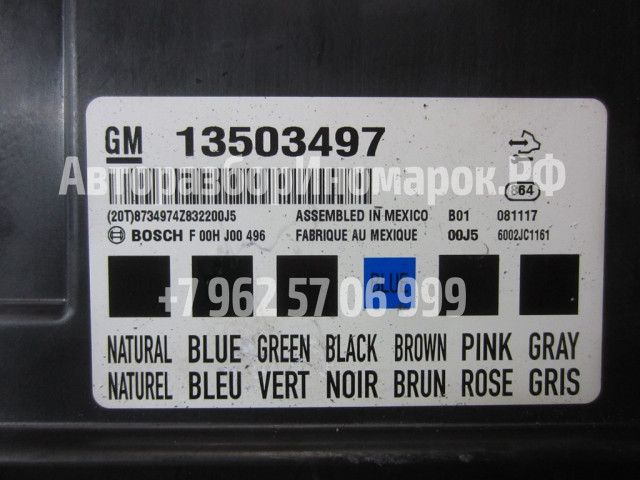 GM 13503497
864
АвторазборИномарок.РФ
(20T)8734974Z832200J5 ASSEMBLED IN MEXICO B01 081117
BOSCH F 00H J00 496 FABRIQUE AU MEXIQUE 00J5 6002JC1161
BLUE
+7 962 57 06 999
NATURAL BLUE GREEN BLACK BROWN PINK GRAY
NATUREL BLEU VERT NOIR BRUN ROSE GRIS